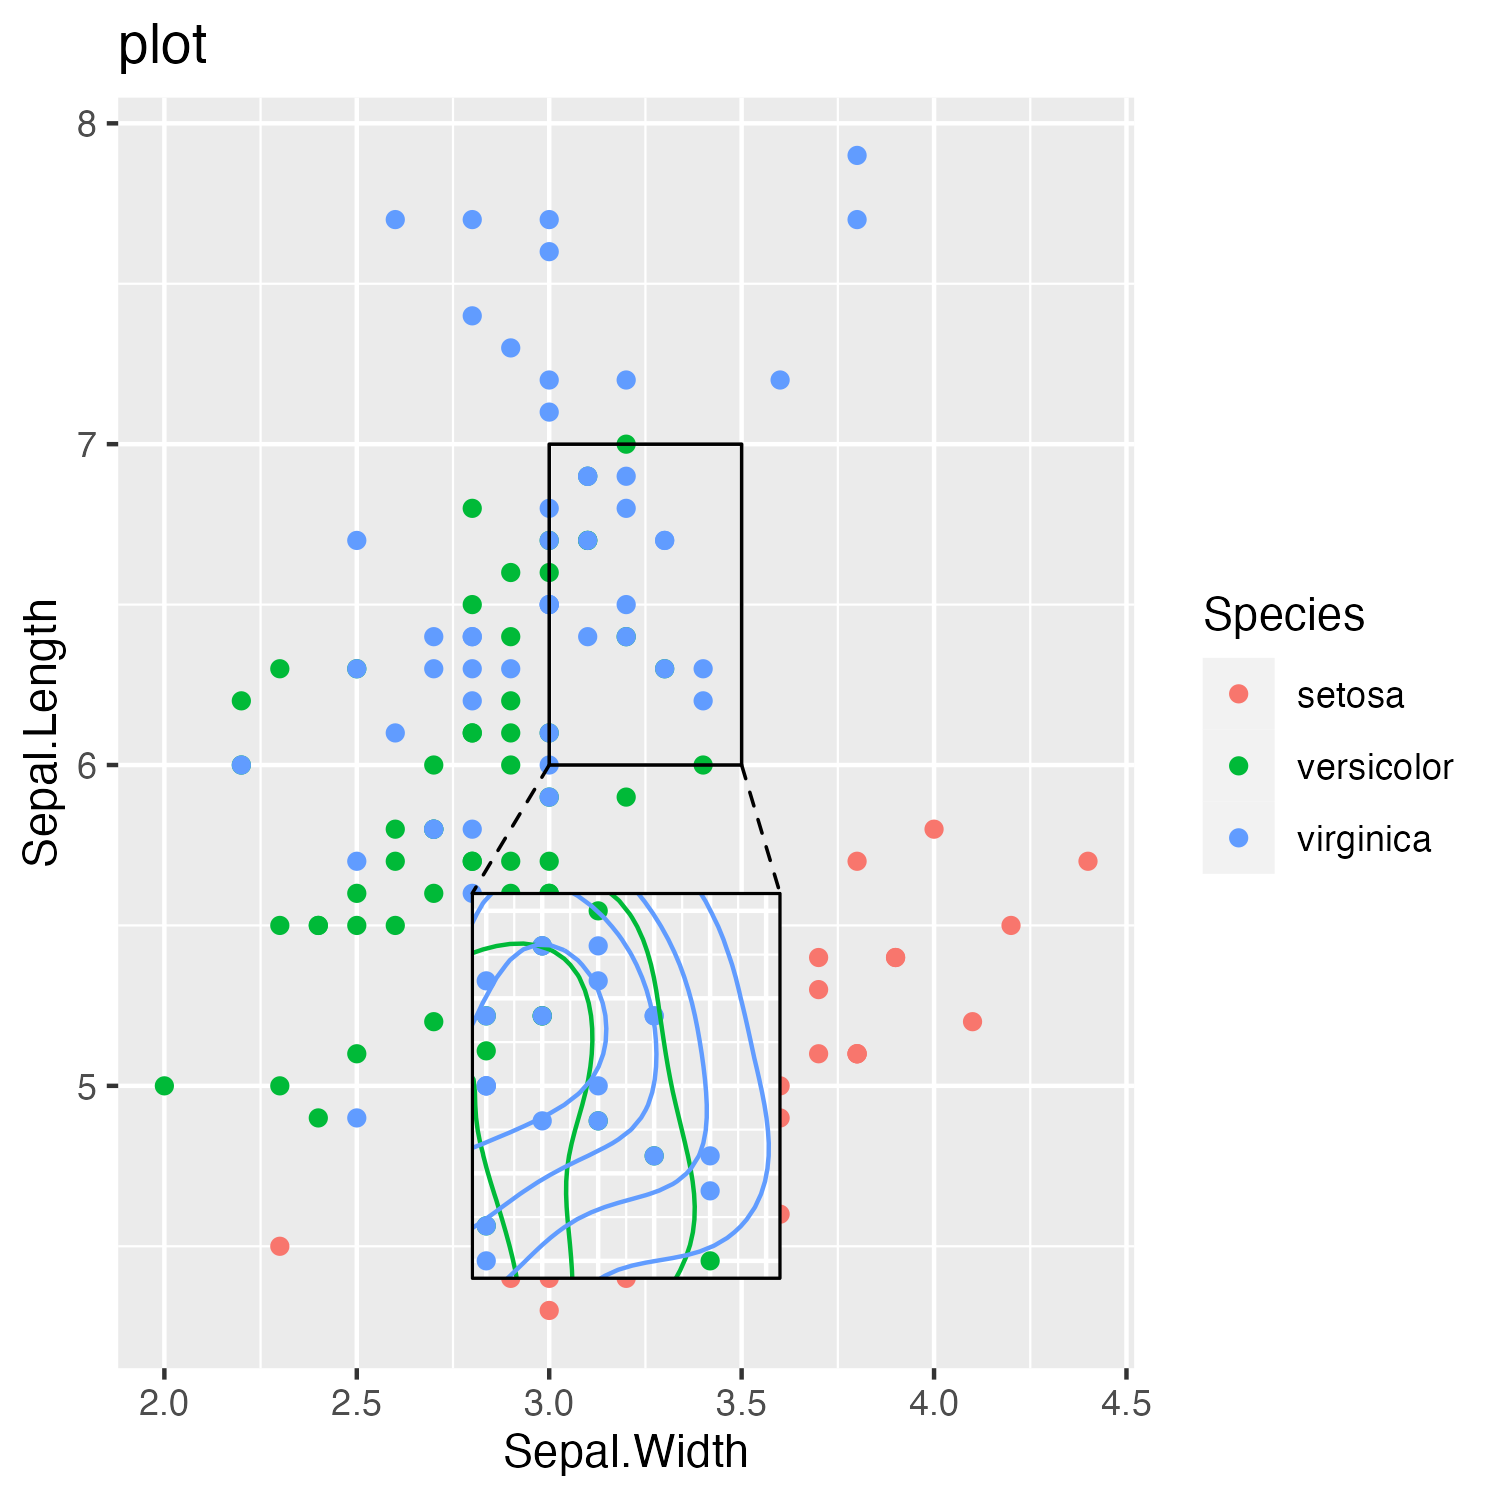 plot
8
7
6
5
Sepal.Length
2.0 2.5 3.0 3.5 4.0 4.5
Sepal.Width
Species
setosa
versicolor
virginica